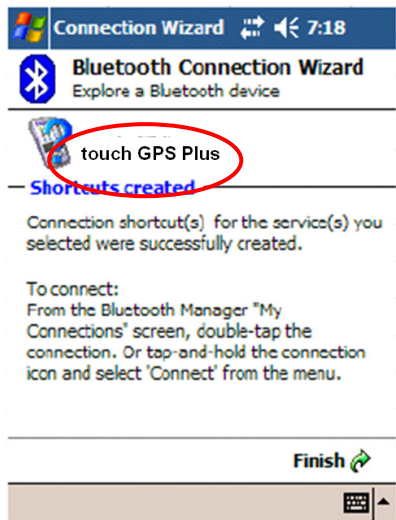 Connection Wizard 7:18
Bluetooth Connection Wizard
Explore a Bluetooth device
touch GPS Plus
Shortcuts created
Connection shortcut(s) for the service(s) you
selected were successfully created.
To connect:
From the Bluetooth Manager "My
Connections" screen, double-tap the
connection. Or tap-and-hold the connection
icon and select 'Connect' from the menu.
Finish